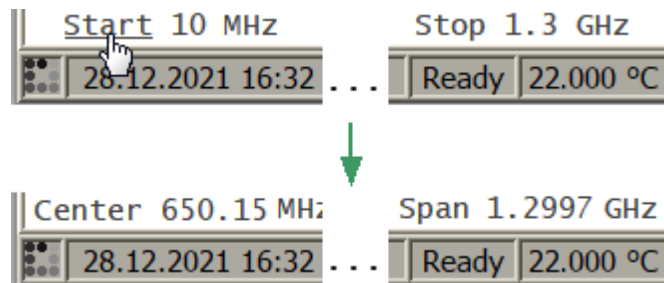 Start 10 MHz Stop 1.3 GHz
28.12.2021 16:32 ... Ready 22.000 °C
Center 650.15 MHz Span 1.2997 GHz
28.12.2021 16:32 ... Ready 22.000 °C